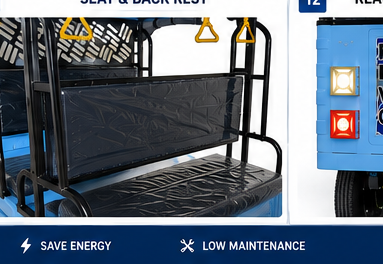 SEAT & BACK REST
12
SAVE ENERGY
LOW MAINTENANCE